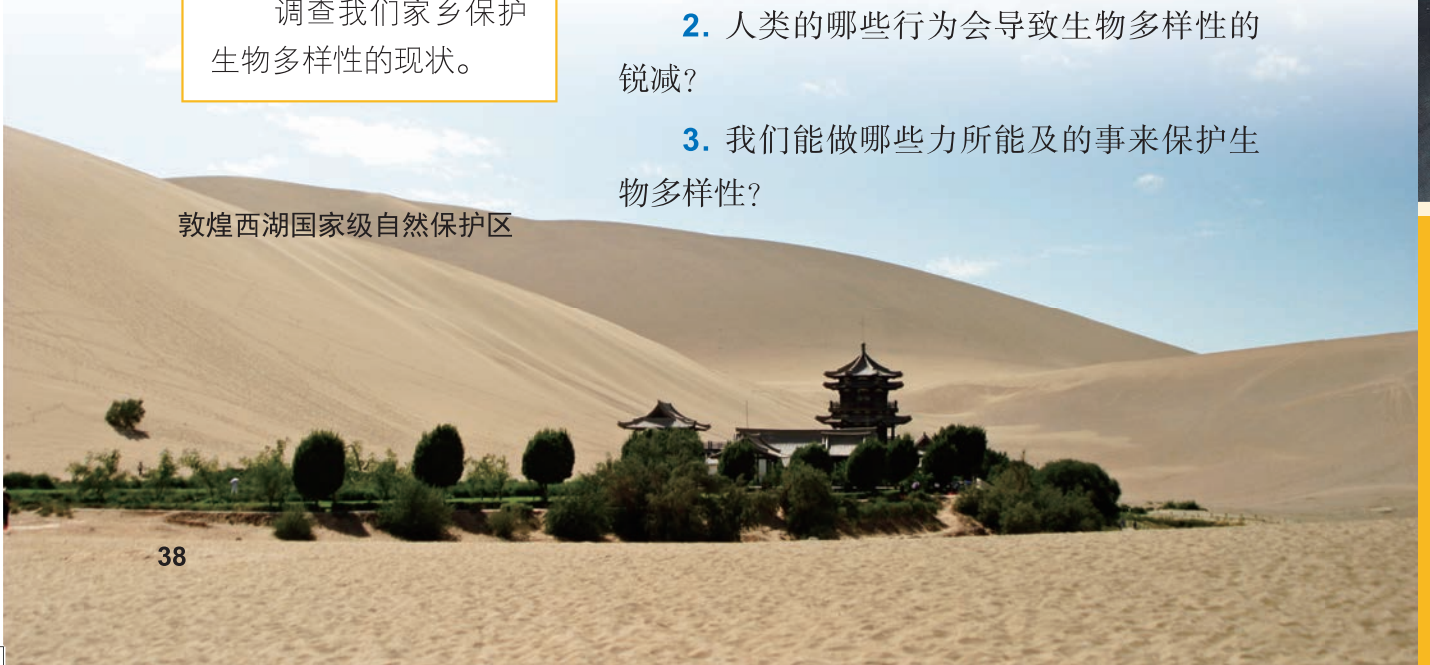 调查我们家乡保护
生物多样性的现状。
2. 人类的哪些行为会导致生物多样性的
锐减？
3. 我们能做哪些力所能及的事来保护生
物多样性？
敦煌西湖国家级自然保护区
38